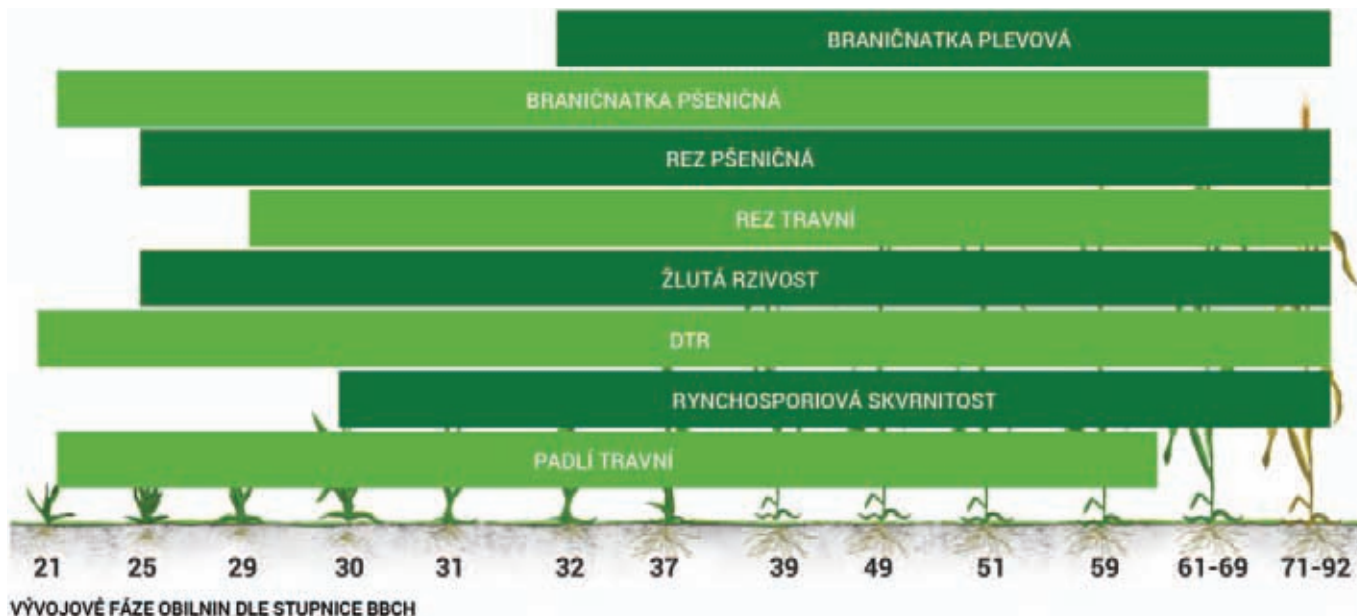 BRANIČNATKA PLEVOVÁ
BRANIČNATKA PŠENIČNÁ
REZ PŠENIČNÁ
REZ TRAVNÍ
ŽLUTÁ RZIVOST
DTR
RYNCHOSPORIOVÁ SKVRNITOST
PADLÍ TRAVNÍ
21 25 29 30 31 32 37 39 49 51 59 61-69 71-92
VÝVOJOVÉ FÁZE OBILNIN DLE STUPNICE BBCH